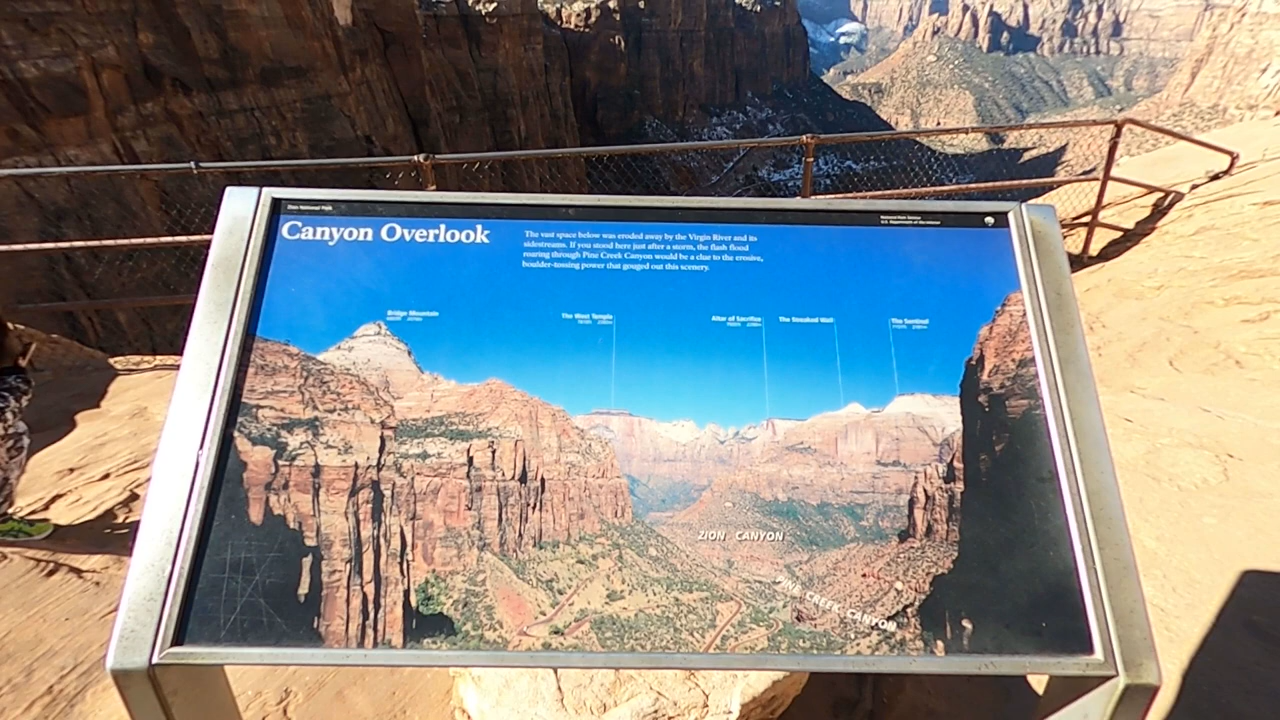 Zion National Park
National Park Service
U.S. Department of the Interior
Canyon Overlook
The vast space below was eroded away by the Virgin River and its
sidestreams. If you stood here just after a storm, the flash flood
roaring through Pine Creek Canyon would be a clue to the erosive,
boulder-tossing power that gouged out this scenery.
Bridge Mountain
The West Temple
Altar of Sacrifice
The Streaked Wall
The Sentinel
ZION CANYON
PINE CREEK CANYON